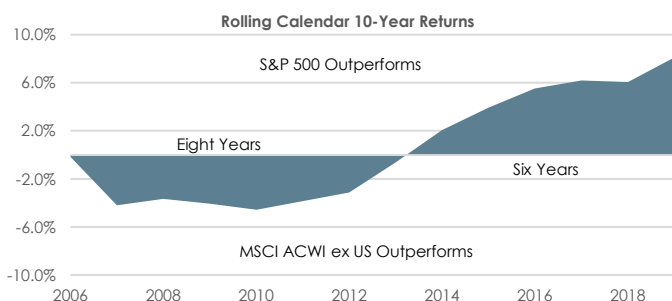 Rolling Calendar 10-Year Returns
10.0%
S&P 500 Outperforms
6.0%
2.0%
Eight Years
-2.0%
Six Years
-6.0%
MSCI ACWI ex US Outperforms
-10.0%
2006 2008 2010 2012 2014 2016 2018